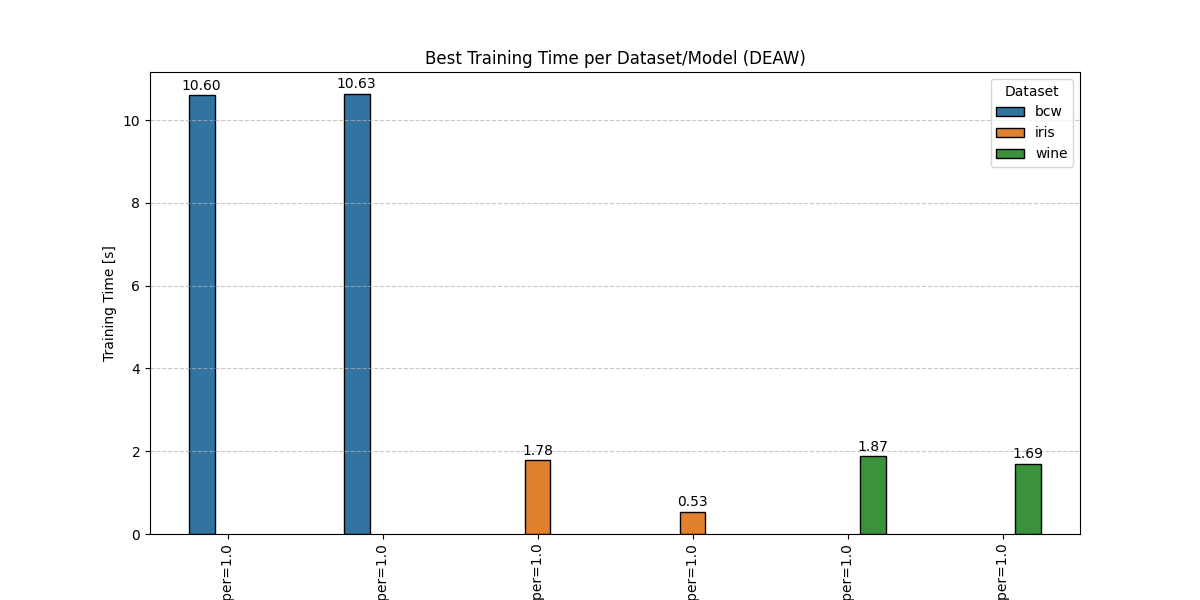 Best Training Time per Dataset/Model (DEAW)
10.60
10.63
1.78
0.53
1.87
1.69
Dataset
bcw
iris
wine
10
8
6
4
2
0
Training Time [s]
per=1.0
per=1.0
per=1.0
per=1.0
per=1.0
per=1.0